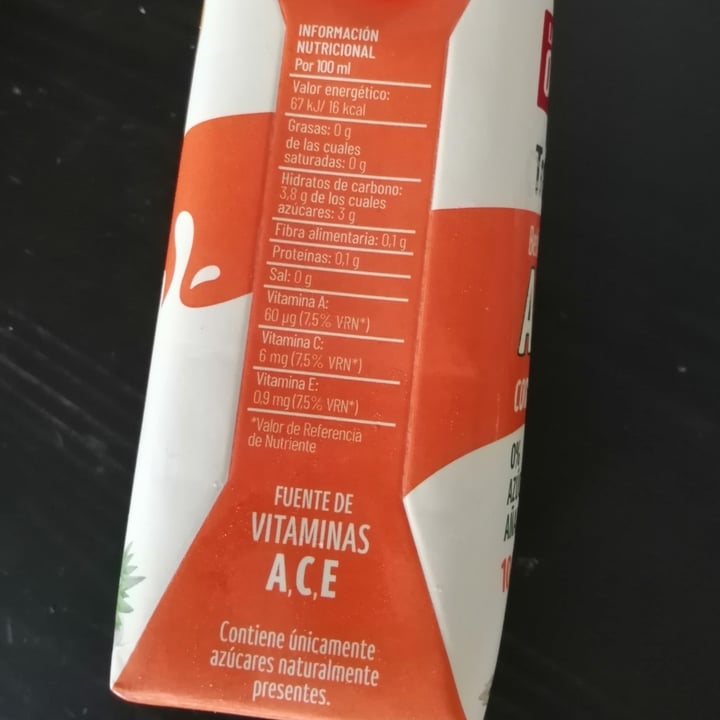 INFORMACIÓN
NUTRICIONAL
Por 100 ml
Valor energético:
67 kJ/ 16 kcal
Grasas: 0 g
de las cuales
saturadas: 0 g
Hidratos de carbono:
3,8 g de los cuales
azúcares: 3 g
Fibra alimentaria: 0,1 g
Proteínas: 0,1 g
Sal: 0 g
Vitamina A:
60 µg (7,5% VRN*)
Vitamina C:
6 mg (7,5% VRN*)
Vitamina E:
0,9 mg (7,5% VRN*)
*Valor de Referencia
de Nutriente
FUENTE DE
VITAMINAS
A,C,E
Contiene únicamente
azúcares naturalmente
presentes.
0%